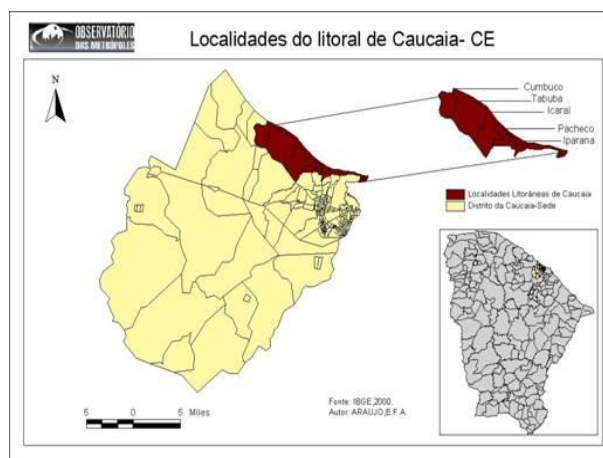 OBSERVATÓRIO
DAS METRÓPOLES
Localidades do litoral de Caucaia- CE
N
Cumbuco
Tabuba
Icaraí
Pacheco
Iparana
Localidades Litorâneas de Caucaia
Distrito da Caucaia-Sede
Fonte: IBGE,2000.
Autor: ARAUJO,E.F.A
5 0 5 Miles